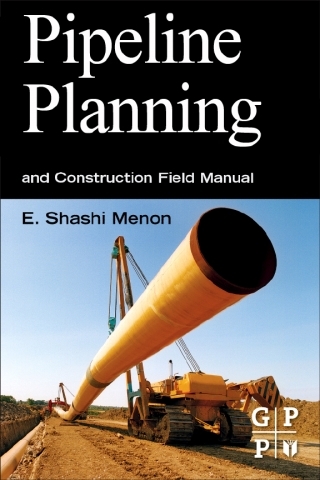 Pipeline
Planning
and Construction Field Manual
E. Shashi Menon
G P
P